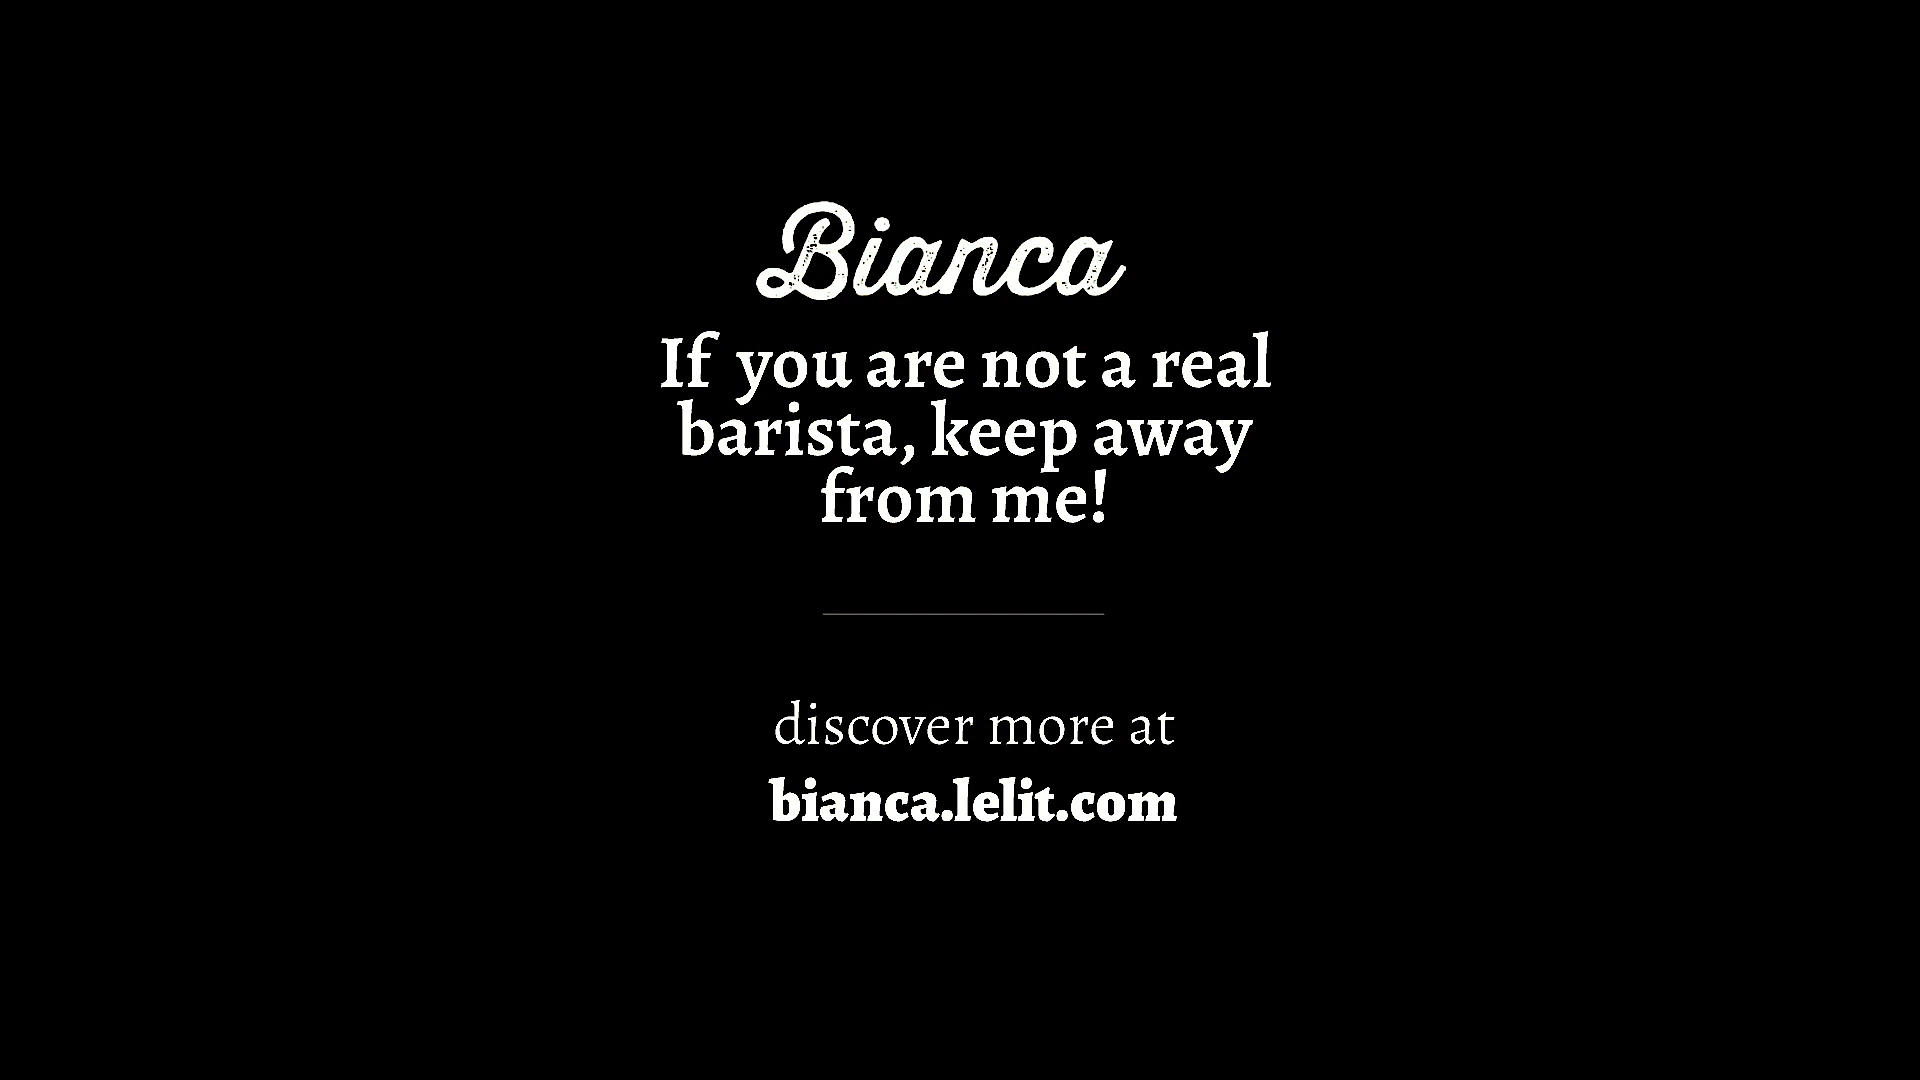 Bianca
If you are not a real
barista, keep away
from me!
discover more at
bianca.lelit.com